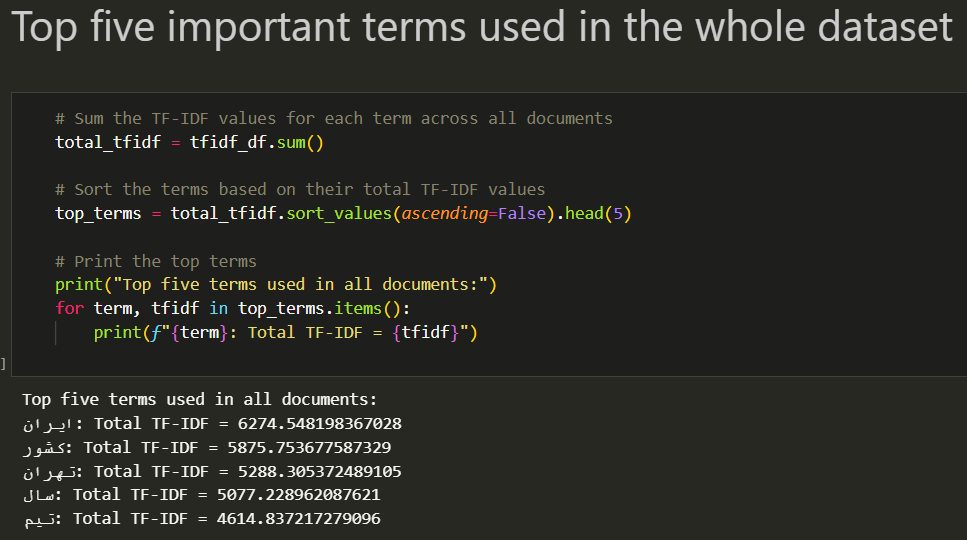 Top five important terms used in the whole dataset
# Sum the TF-IDF values for each term across all documents
total_tfidf = tfidf_df.sum()
# Sort the terms based on their total TF-IDF values
top_terms = total_tfidf.sort_values(ascending=False).head(5)
# Print the top terms
print("Top five terms used in all documents:")
for term, tfidf in top_terms.items():
    print(f"{term}: Total TF-IDF = {tfidf}")
]
Top five terms used in all documents:
ایران: Total TF-IDF = 6274.548198367028
کشور: Total TF-IDF = 5875.753677587329
تهران: Total TF-IDF = 5288.305372489105
سال: Total TF-IDF = 5077.228962087621
تیم: Total TF-IDF = 4614.837217279096